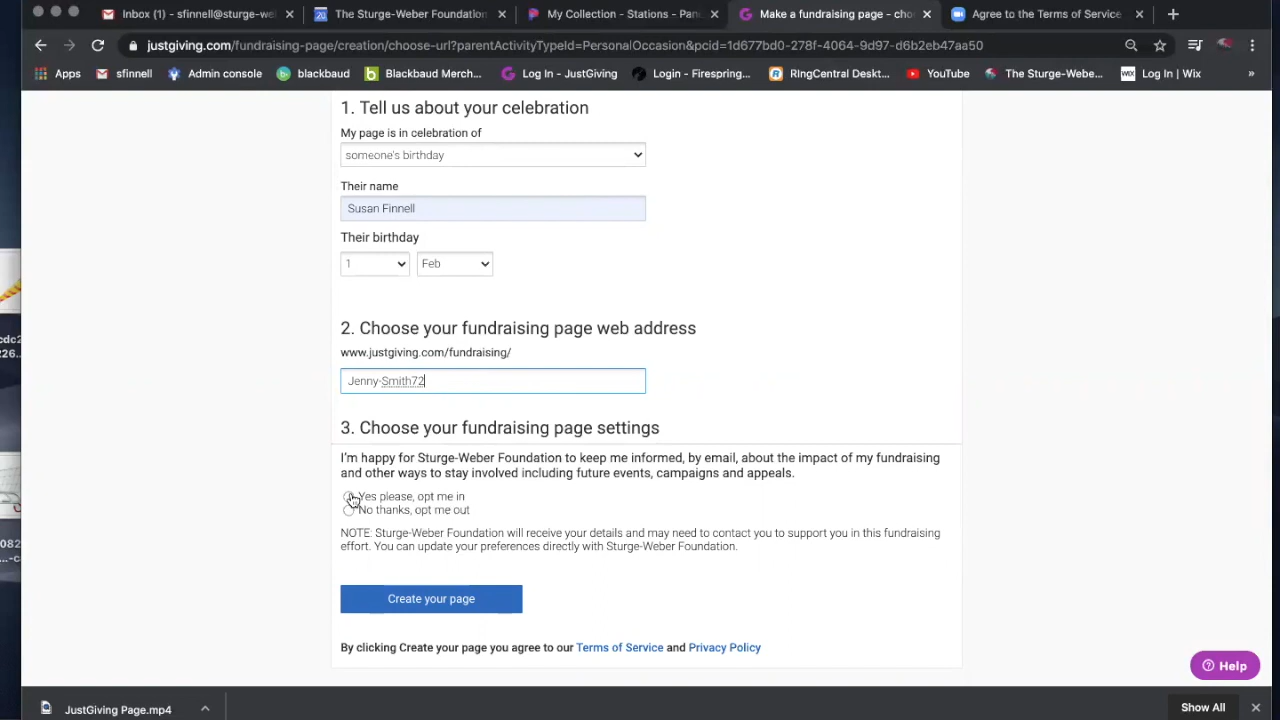 Inbox (1) - sfinnell@sturge-we
20 The Sturge-Weber Foundation
My Collection - Stations - Pan
Make a fundraising page - cho
Agree to the Terms of Service
justgiving.com/fundraising-page/creation/choose-url?parentActivityTypeId=PersonalOccasion&pcid=1d677bd0-278f-4064-9d97-d6b2eb47aa50
Apps sfinnell Admin console blackbaud Blackbaud Merch... Log In - JustGiving Login - Firespring... RingCentral Deskt... YouTube The Sturge-Webe... WIX Log In | Wix »
1. Tell us about your celebration
My page is in celebration of
someone's birthday
Their name
Susan Finnell
Their birthday
1 Feb
2. Choose your fundraising page web address
www.justgiving.com/fundraising/
Jenny-Smith72
3. Choose your fundraising page settings
I'm happy for Sturge-Weber Foundation to keep me informed, by email, about the impact of my fundraising
and other ways to stay involved including future events, campaigns and appeals.
Yes please, opt me in
No thanks, opt me out
NOTE: Sturge-Weber Foundation will receive your details and may need to contact you to support you in this fundraising
effort. You can update your preferences directly with Sturge-Weber Foundation.
Create your page
By clicking Create your page you agree to our Terms of Service and Privacy Policy
Help
cdc2
226...
082
JustGiving Page.mp4
Show All